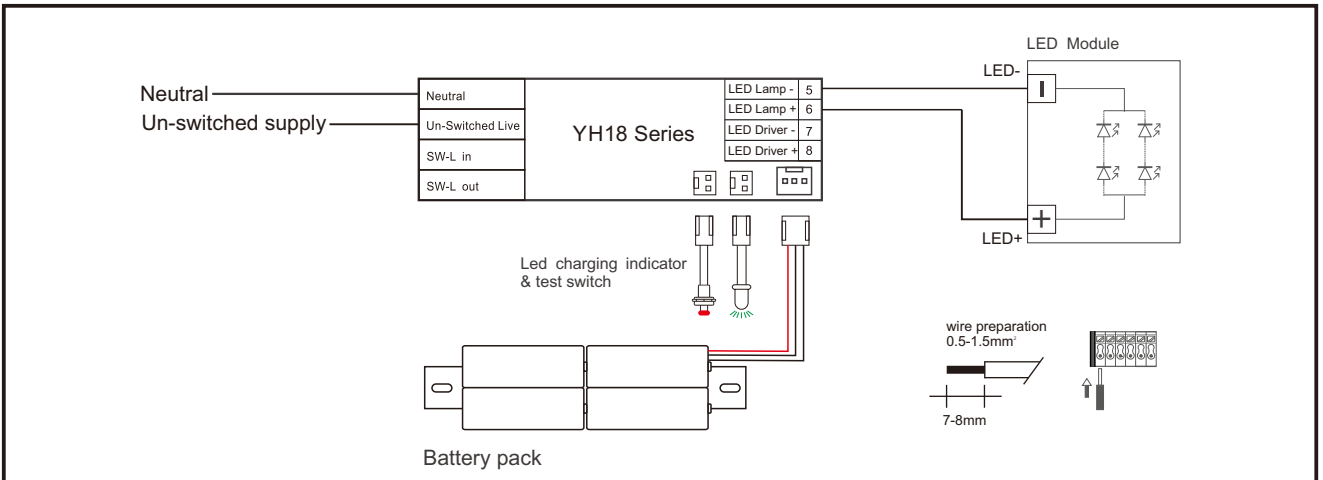 LED Module
LED-
Neutral
Un-switched supply
Neutral
Un-Switched Live
SW-L in
SW-L out
YH18 Series
LED Lamp - 5
LED Lamp + 6
LED Driver - 7
LED Driver + 8
LED+
Led charging indicator
& test switch
wire preparation
0.5-1.5mm²
7-8mm
Battery pack